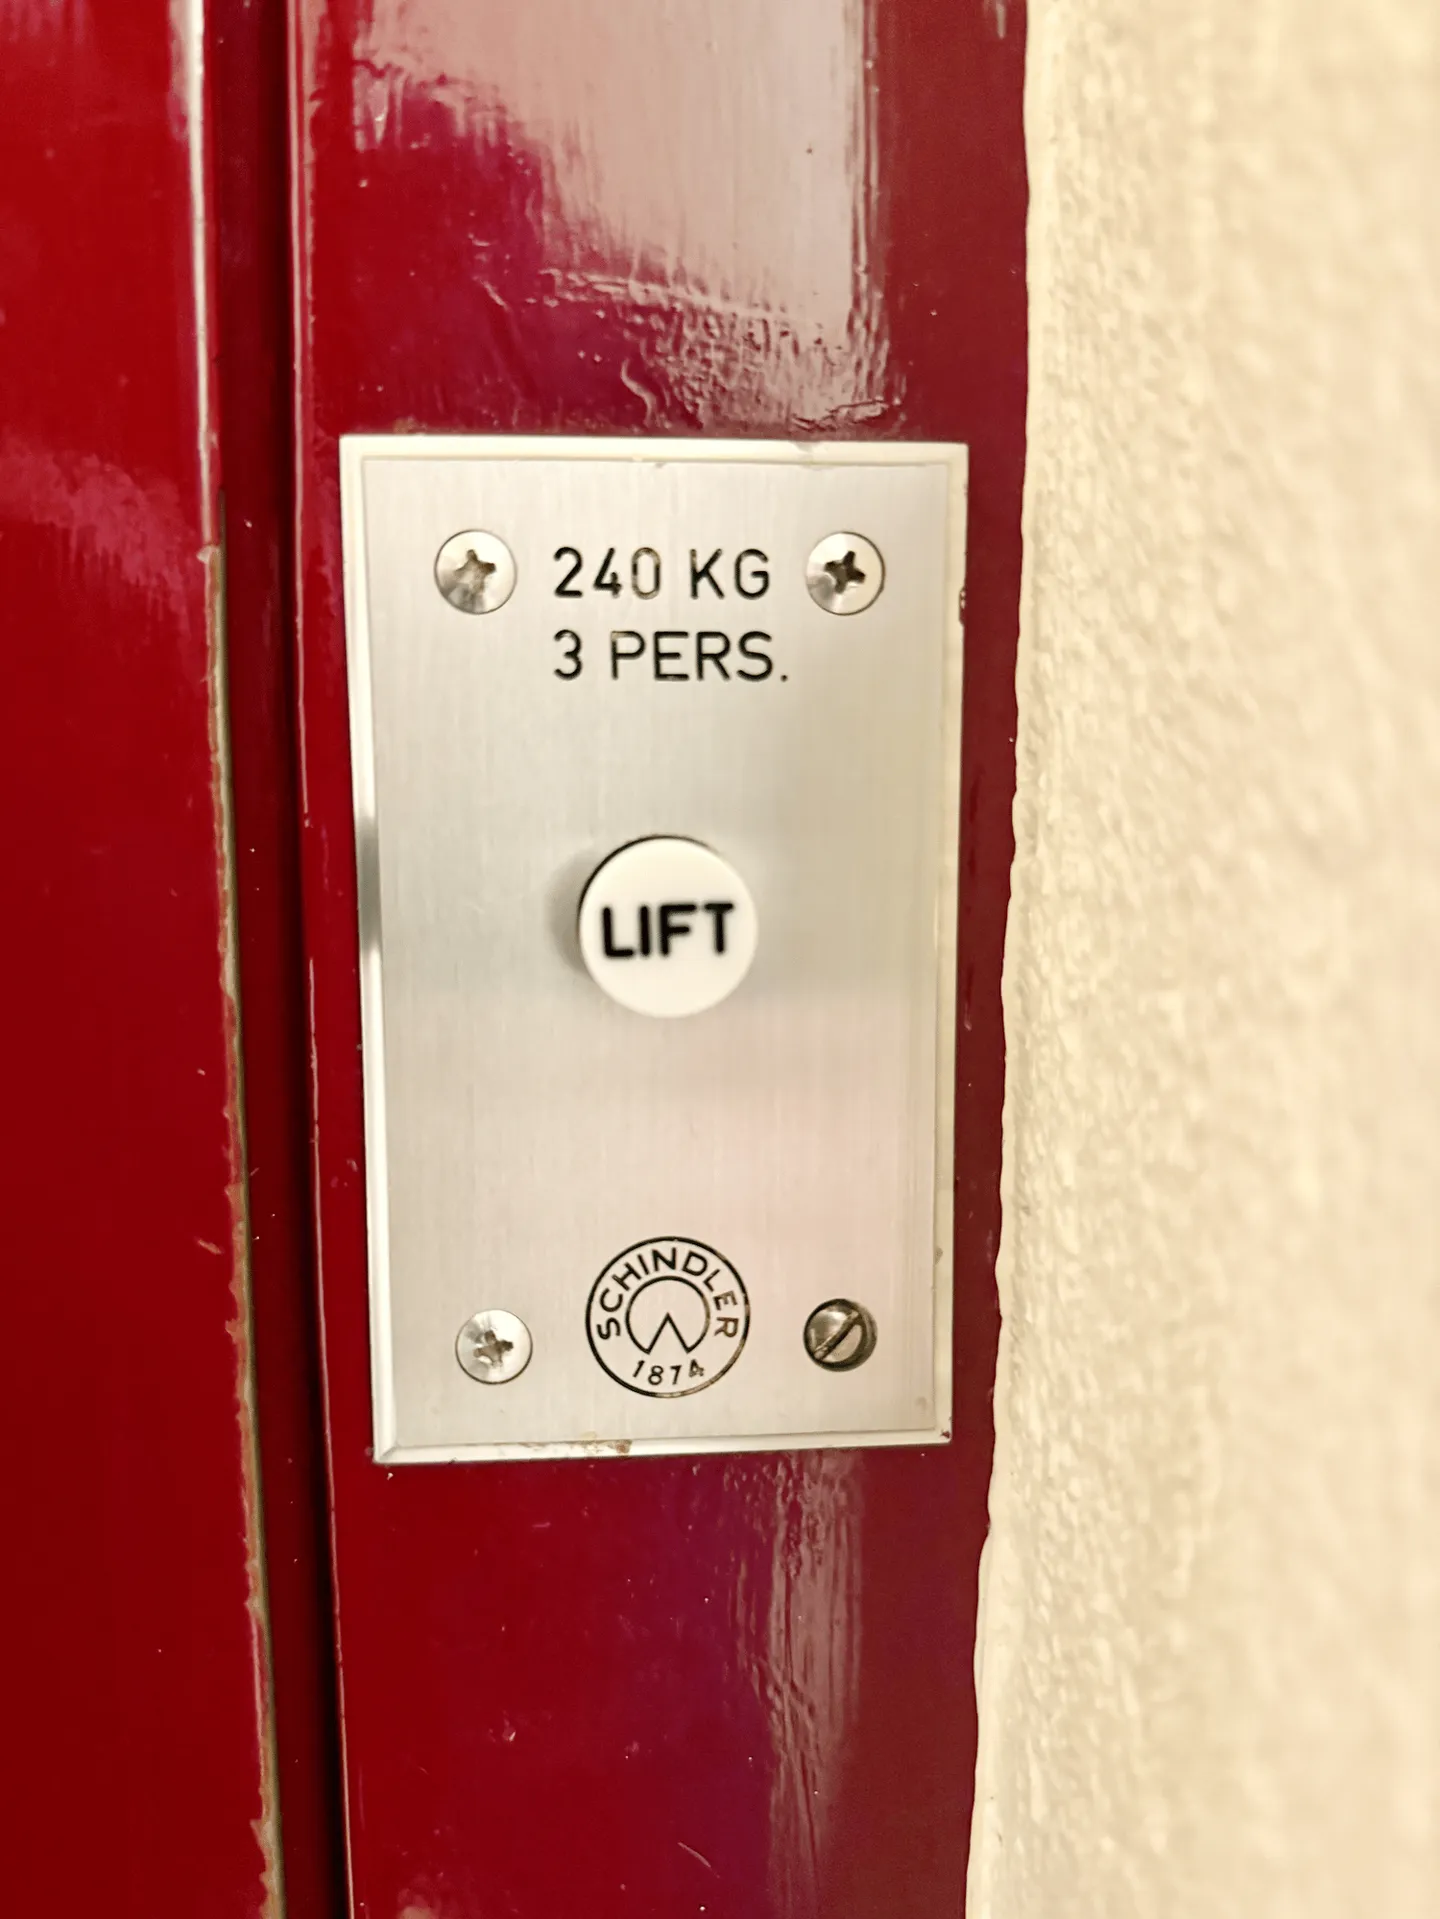 240 KG
3 PERS.
LIFT
SCHINDLER
1874